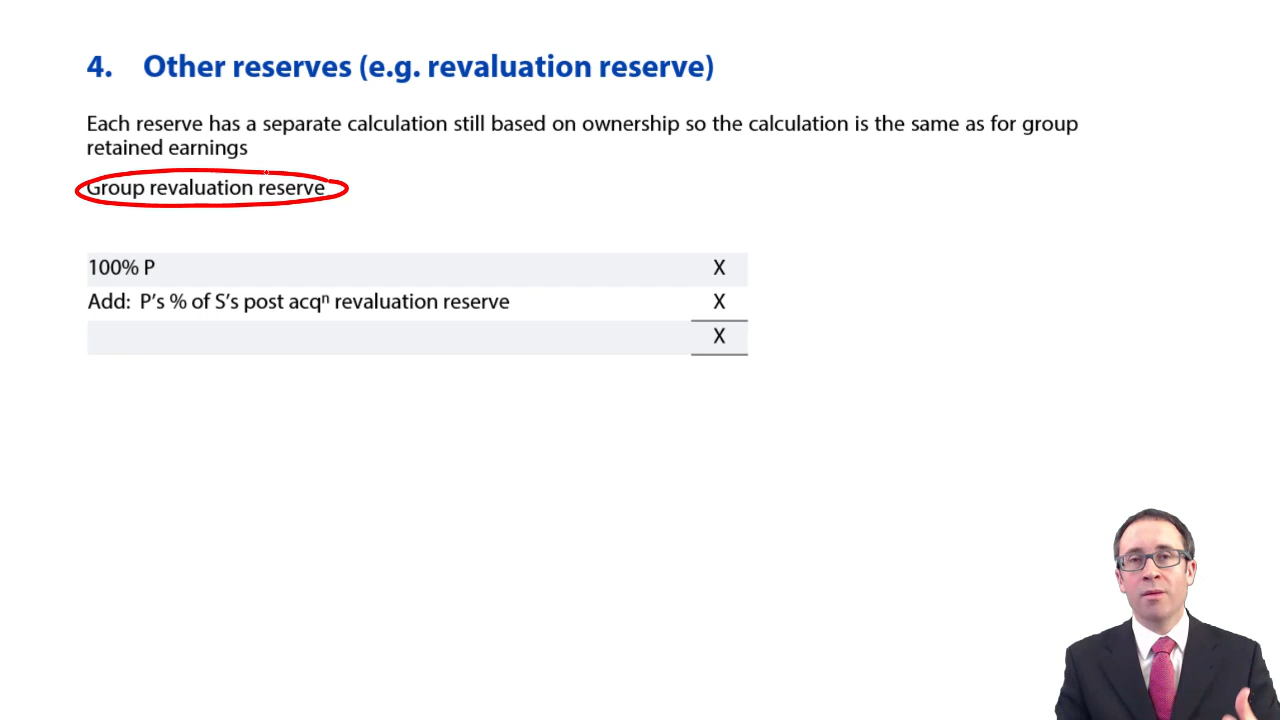 4. Other reserves (e.g. revaluation reserve)
Each reserve has a separate calculation still based on ownership so the calculation is the same as for group
retained earnings
Group revaluation reserve
100% P X
Add: P's % of S's post acqⁿ revaluation reserve X
X